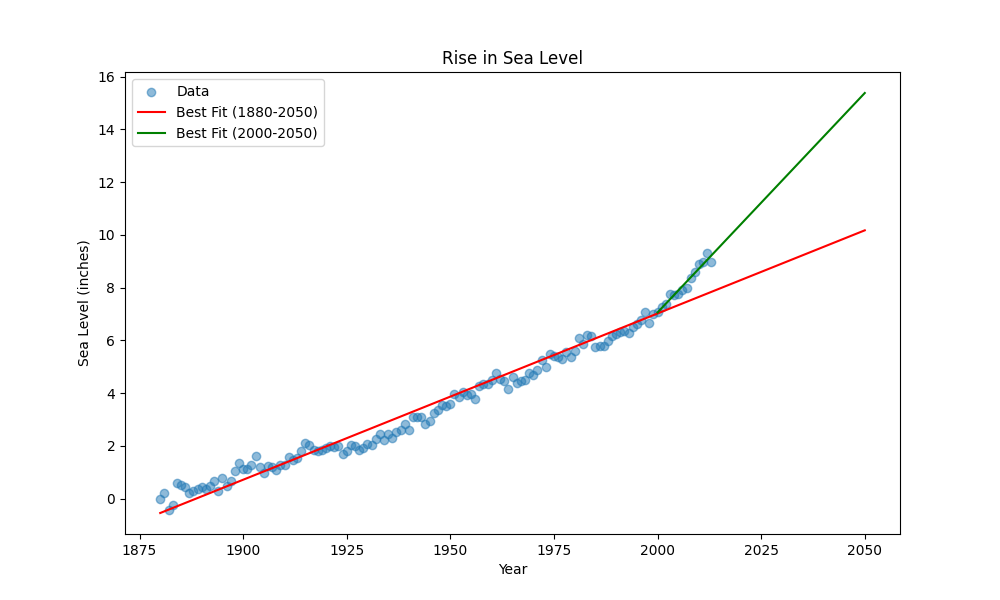 Rise in Sea Level
16
14
12
10
8
6
4
2
0
Sea Level (inches)
Data
Best Fit (1880-2050)
Best Fit (2000-2050)
1875 1900 1925 1950 1975 2000 2025 2050
Year